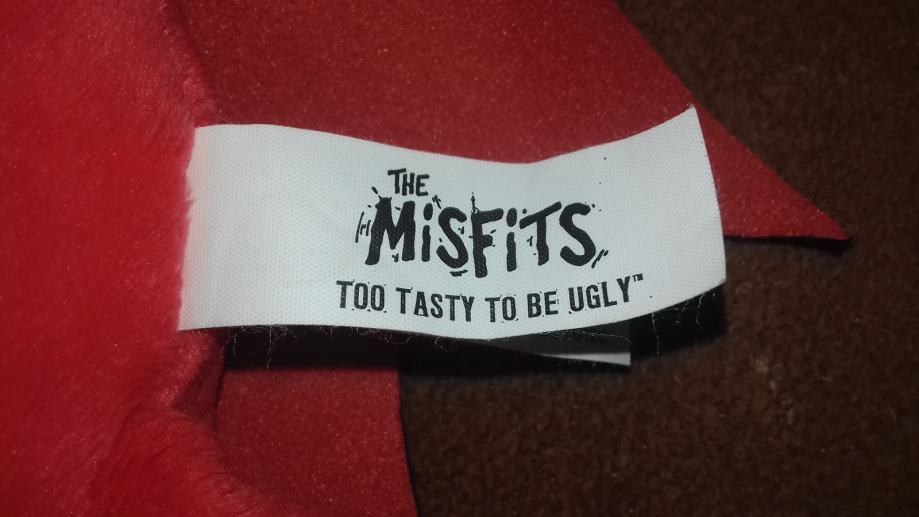 THE
MiSFiTS
TOO TASTY TO BE UGLY™